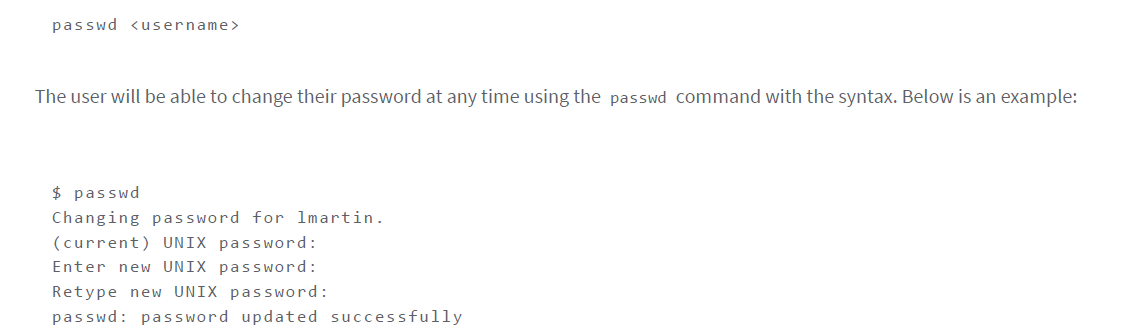 passwd <username>
The user will be able to change their password at any time using the passwd command with the syntax. Below is an example:
$ passwd
Changing password for lmartin.
(current) UNIX password:
Enter new UNIX password:
Retype new UNIX password:
passwd: password updated successfully